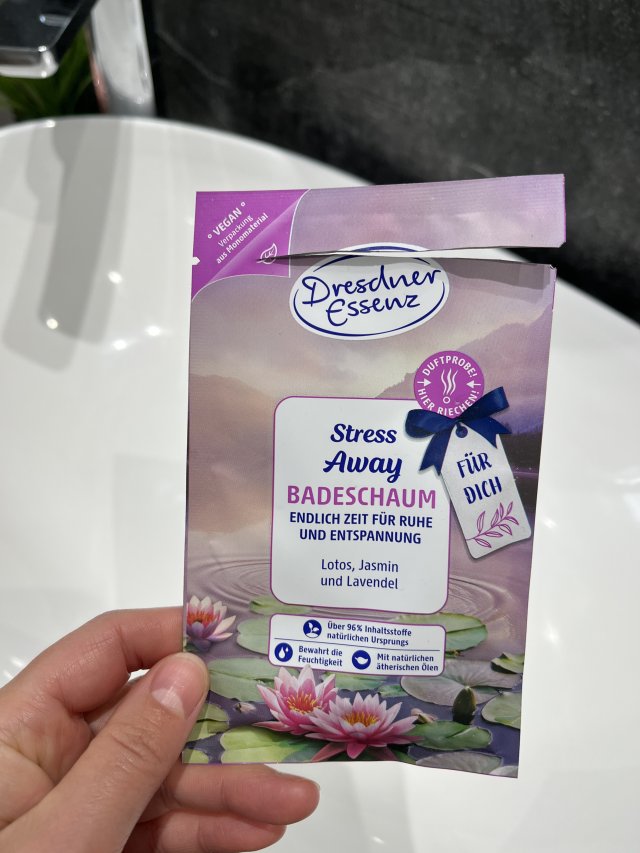 ° VEGAN °
Verpackung
aus Monomaterial
Dresdner
Essenz
DUFTPROBE!
HIER RIECHEN!
Stress
Away
BADESCHAUM
ENDLICH ZEIT FÜR RUHE
UND ENTSPANNUNG
Lotos, Jasmin
und Lavendel
FÜR
DICH
Über 96% Inhaltsstoffe
natürlichen Ursprungs
Bewahrt die
Feuchtigkeit
Mit natürlichen
ätherischen Ölen